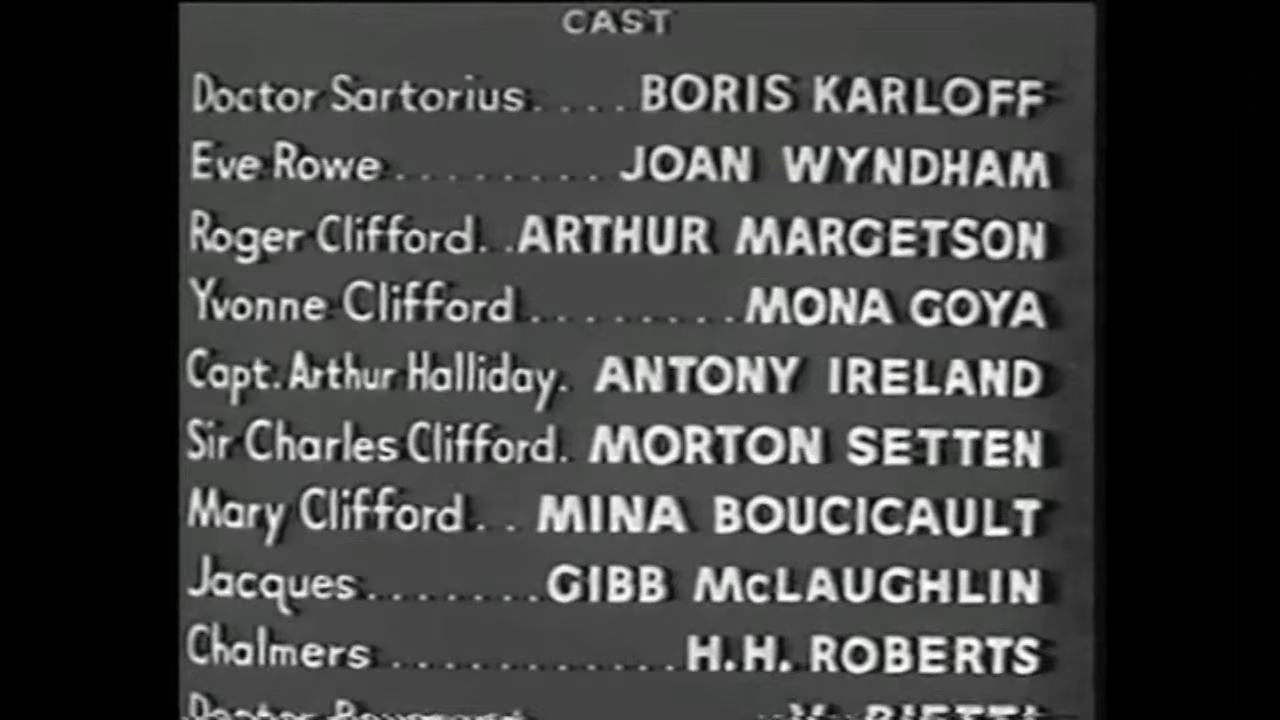 CAST
Doctor Sartorius.... BORIS KARLOFF
Eve Rowe......... JOAN WYNDHAM
Roger Clifford.. ARTHUR MARGETSON
Yvonne Clifford........ MONA GOYA
Capt. Arthur Halliday. ANTONY IRELAND
Sir Charles Clifford. MORTON SETTEN
Mary Clifford.. MINA BOUCICAULT
Jacques....... GIBB McLAUGHLIN
Chalmers............ H.H. ROBERTS